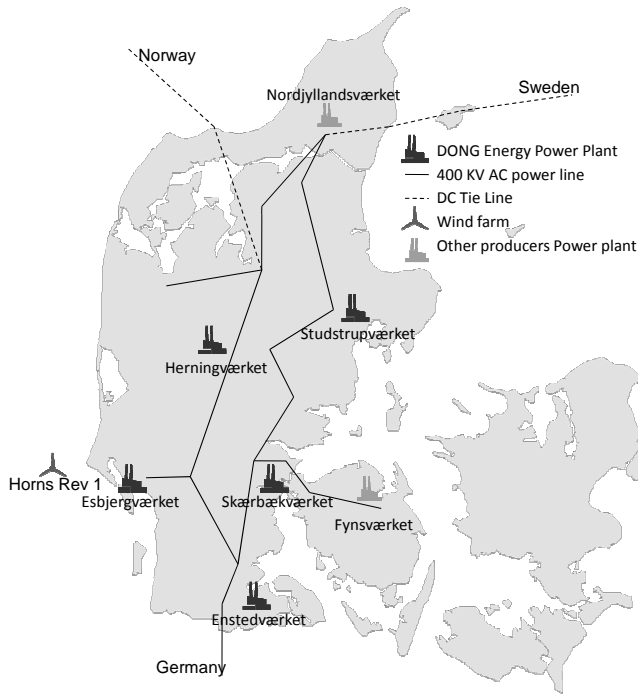 Norway
Sweden
Nordjyllandsværket
DONG Energy Power Plant
400 KV AC power line
DC Tie Line
Wind farm
Other producers Power plant
Studstrupværket
Herningværket
Horns Rev 1
Esbjergværket
Skærbækværket
Fynsværket
Enstedværket
Germany